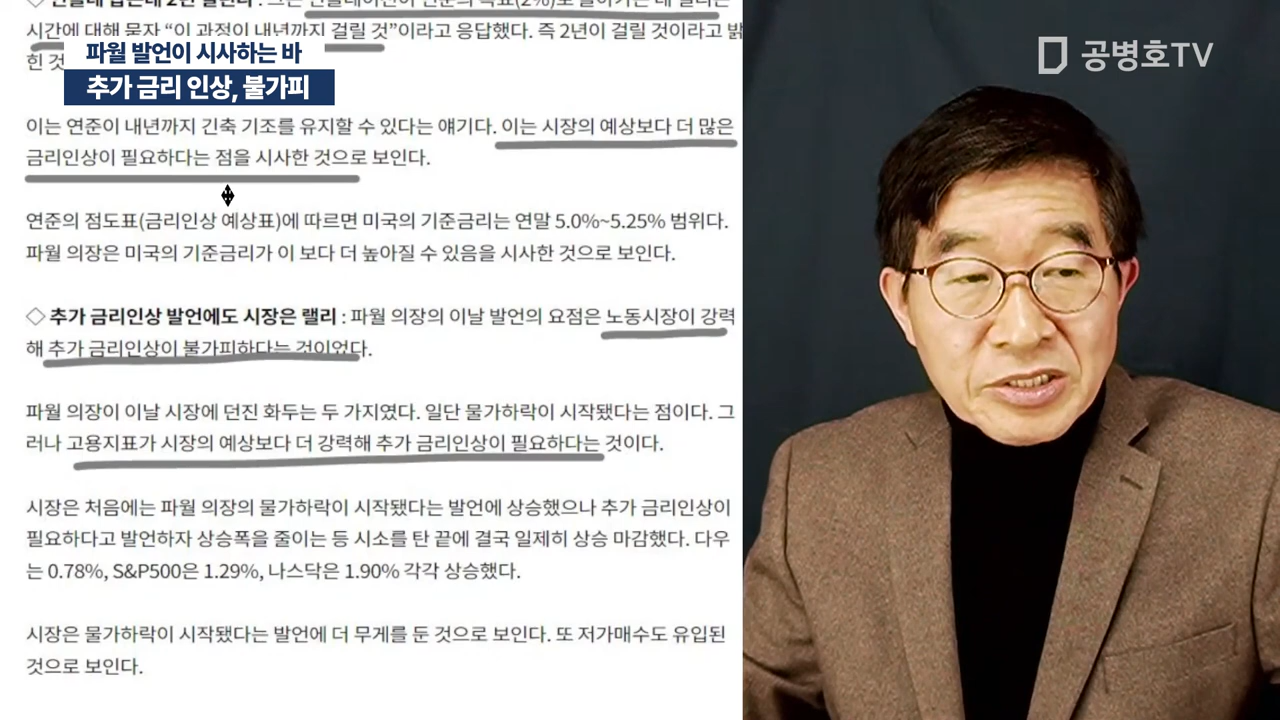 시간에 대해 묻자 “이 과정이 내년까지 걸릴 것”이라고 응답했다. 즉 2년이 걸릴 것이라고 밝
힌 것
파월 발언이 시사하는 바
추가 금리 인상, 불가피
공병호TV
이는 연준이 내년까지 긴축 기조를 유지할 수 있다는 얘기다. 이는 시장의 예상보다 더 많은
금리인상이 필요하다는 점을 시사한 것으로 보인다.
연준의 점도표(금리인상 예상표)에 따르면 미국의 기준금리는 연말 5.0%~5.25% 범위다.
파월 의장은 미국의 기준금리가 이 보다 더 높아질 수 있음을 시사한 것으로 보인다.
◇ 추가 금리인상 발언에도 시장은 랠리 : 파월 의장의 이날 발언의 요점은 노동시장이 강력
해 추가 금리인상이 불가피하다는 것이었다.
파월 의장이 이날 시장에 던진 화두는 두 가지였다. 일단 물가하락이 시작됐다는 점이다. 그
러나 고용지표가 시장의 예상보다 더 강력해 추가 금리인상이 필요하다는 것이다.
시장은 처음에는 파월 의장의 물가하락이 시작됐다는 발언에 상승했으나 추가 금리인상이
필요하다고 발언하자 상승폭을 줄이는 등 시소를 탄 끝에 결국 일제히 상승 마감했다. 다우
는 0.78%, S&P500은 1.29%, 나스닥은 1.90% 각각 상승했다.
시장은 물가하락이 시작됐다는 발언에 더 무게를 둔 것으로 보인다. 또 저가매수도 유입된
것으로 보인다.